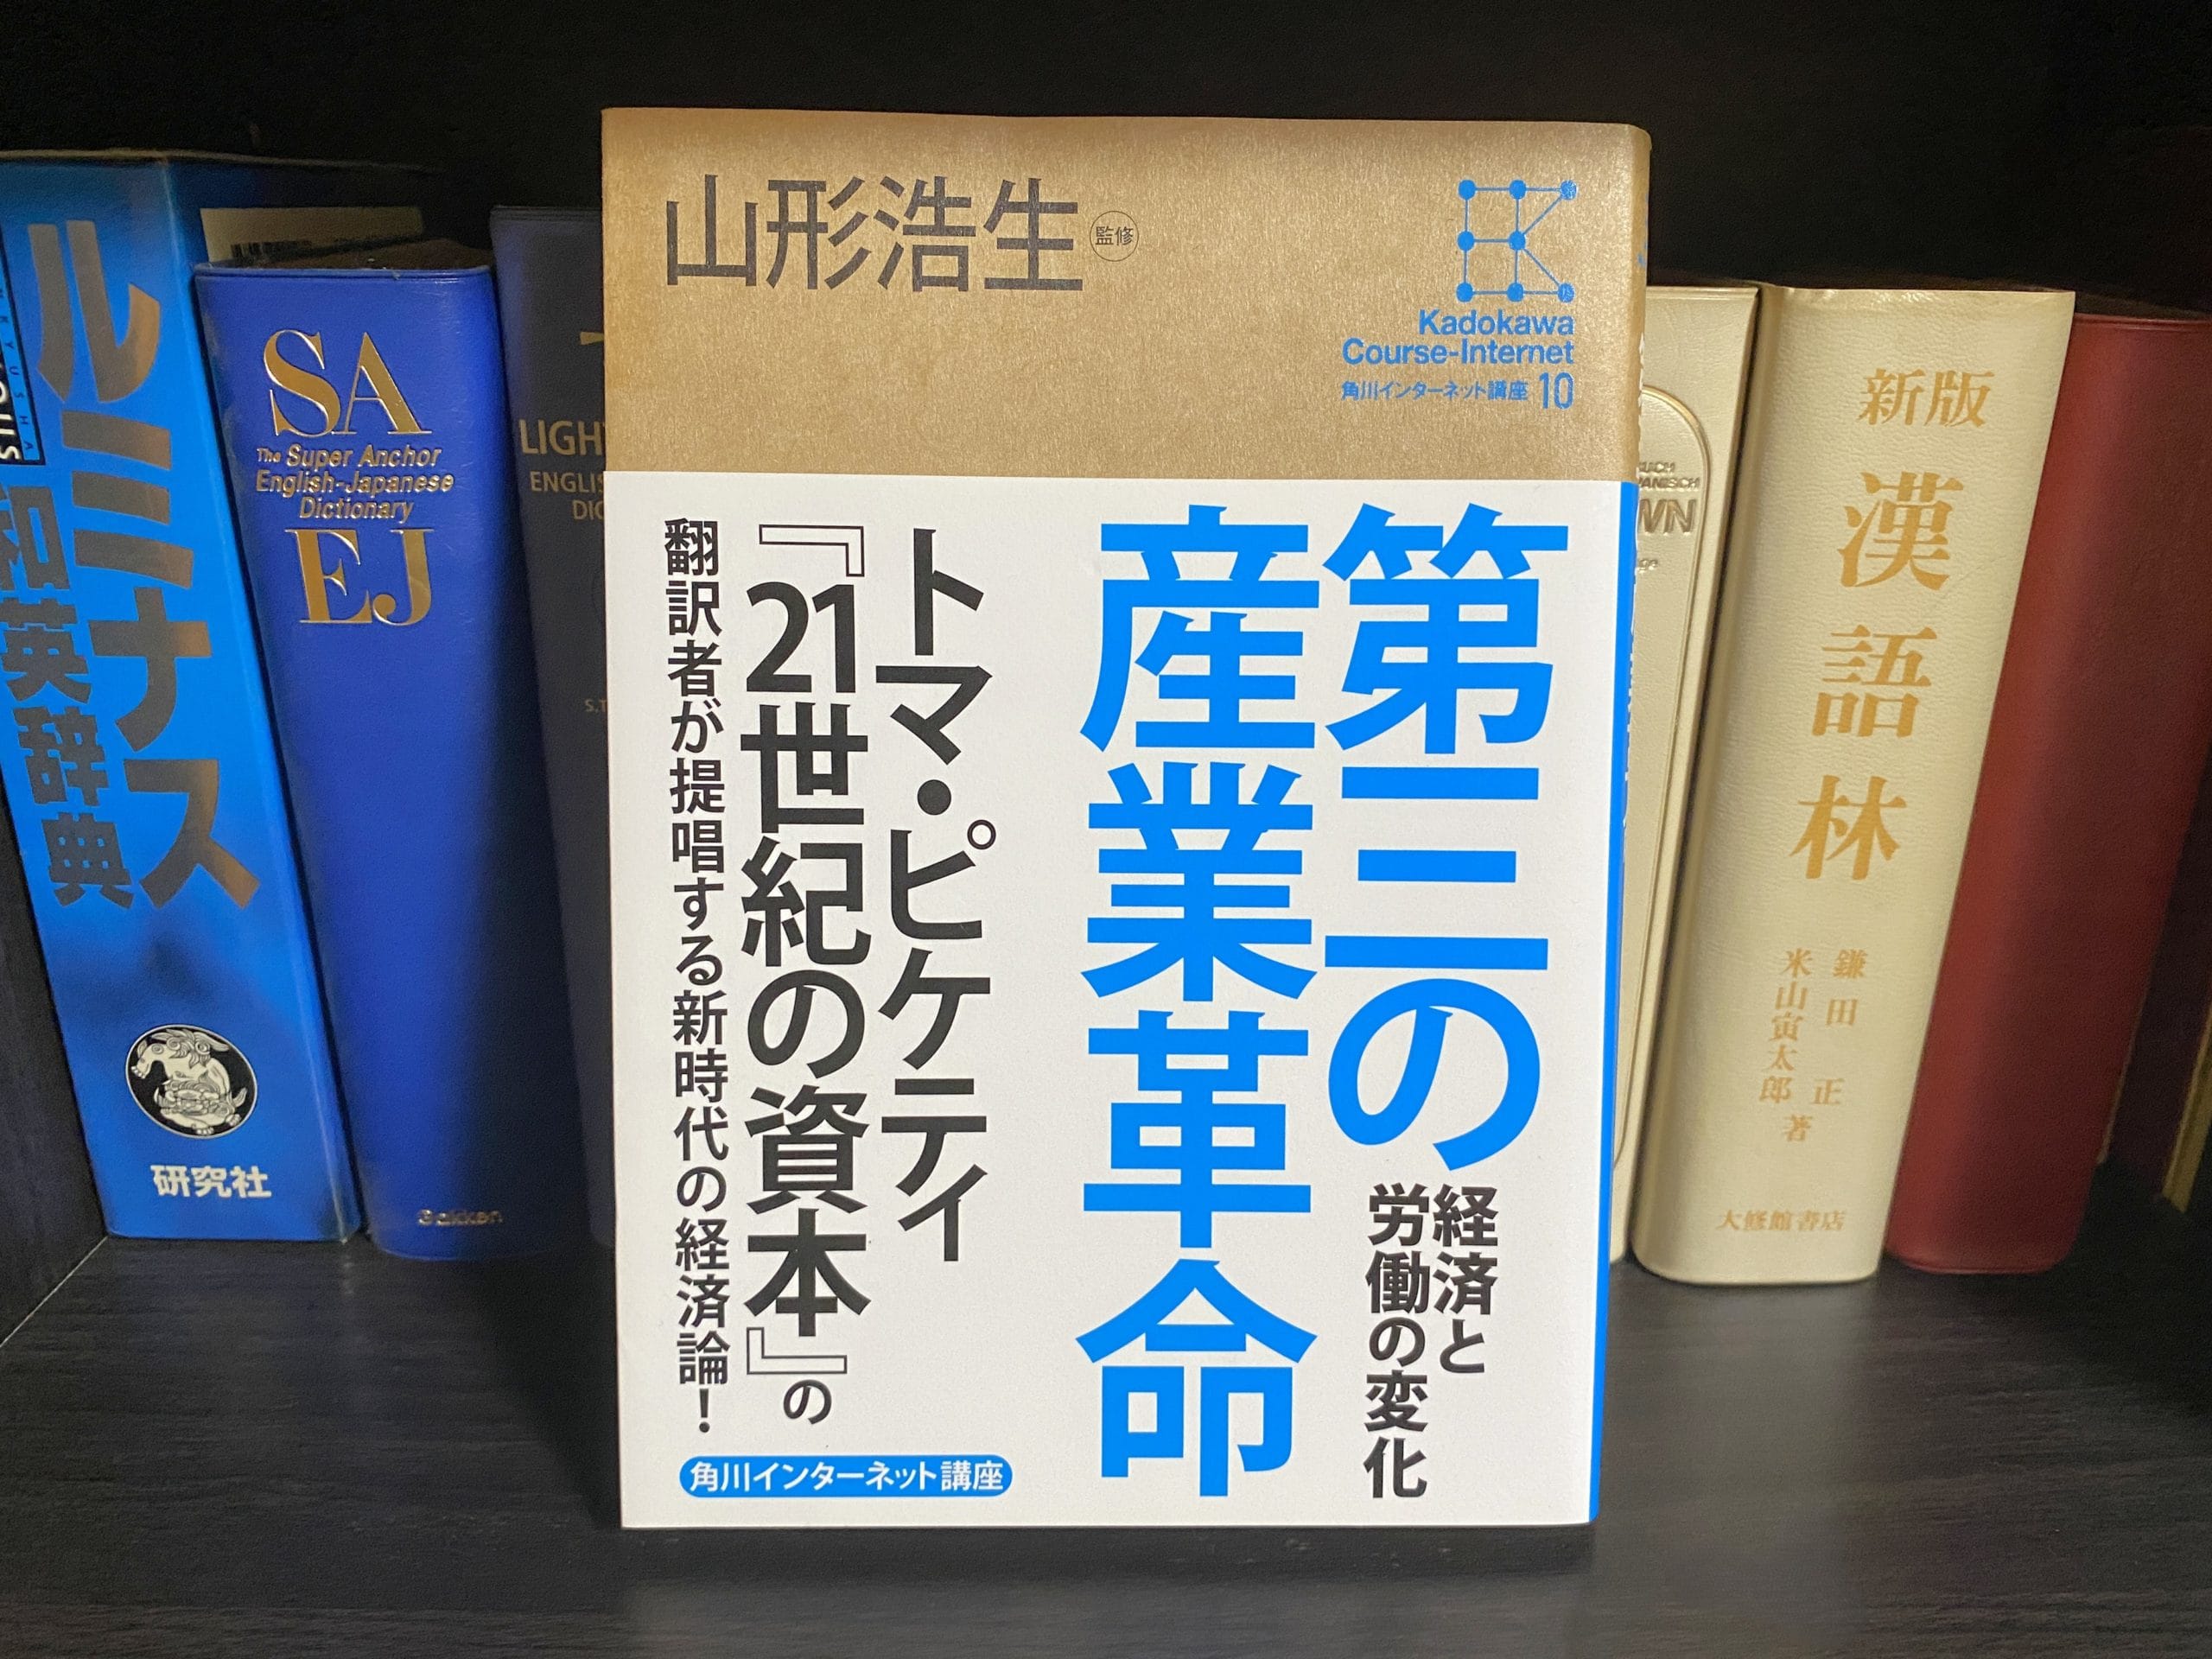 山形浩生 監修
Kadokawa
Course-Internet
角川インターネット講座 10
第三の
産業革命
経済と
労働の変化
トマ・ピケティ
『21世紀の資本』の
翻訳者が提唱する新時代の経済論！
角川インターネット講座
ルミナス
和英辞典
研究社
SA
The Super Anchor
English-Japanese
Dictionary
EJ
Gakken
新版
漢語林
鎌田正
米山寅太郎
著
大修館書店